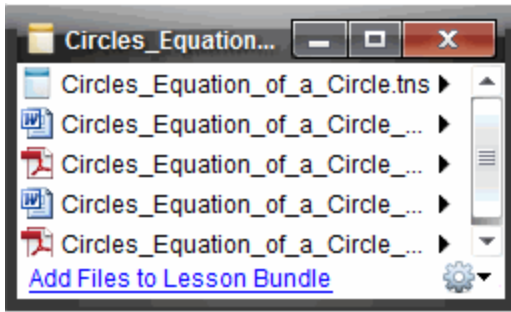 Circles_Equation...
Circles_Equation_of_a_Circle.tns
Circles_Equation_of_a_Circle_...
Circles_Equation_of_a_Circle_...
Circles_Equation_of_a_Circle_...
Circles_Equation_of_a_Circle_...
Add Files to Lesson Bundle